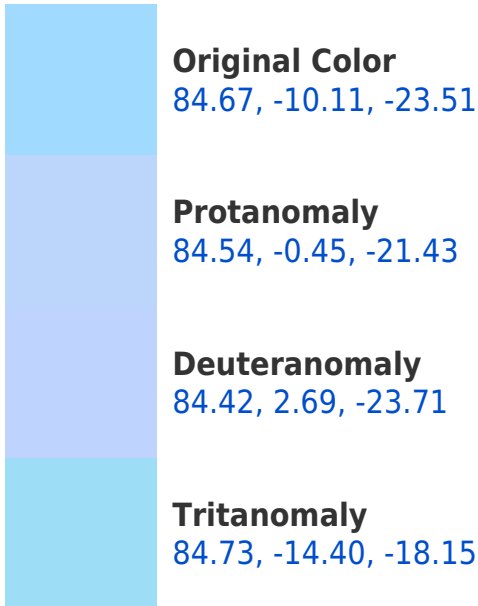 Original Color
84.67, -10.11, -23.51
Protanomaly
84.54, -0.45, -21.43
Deuteranomaly
84.42, 2.69, -23.71
Tritanomaly
84.73, -14.40, -18.15